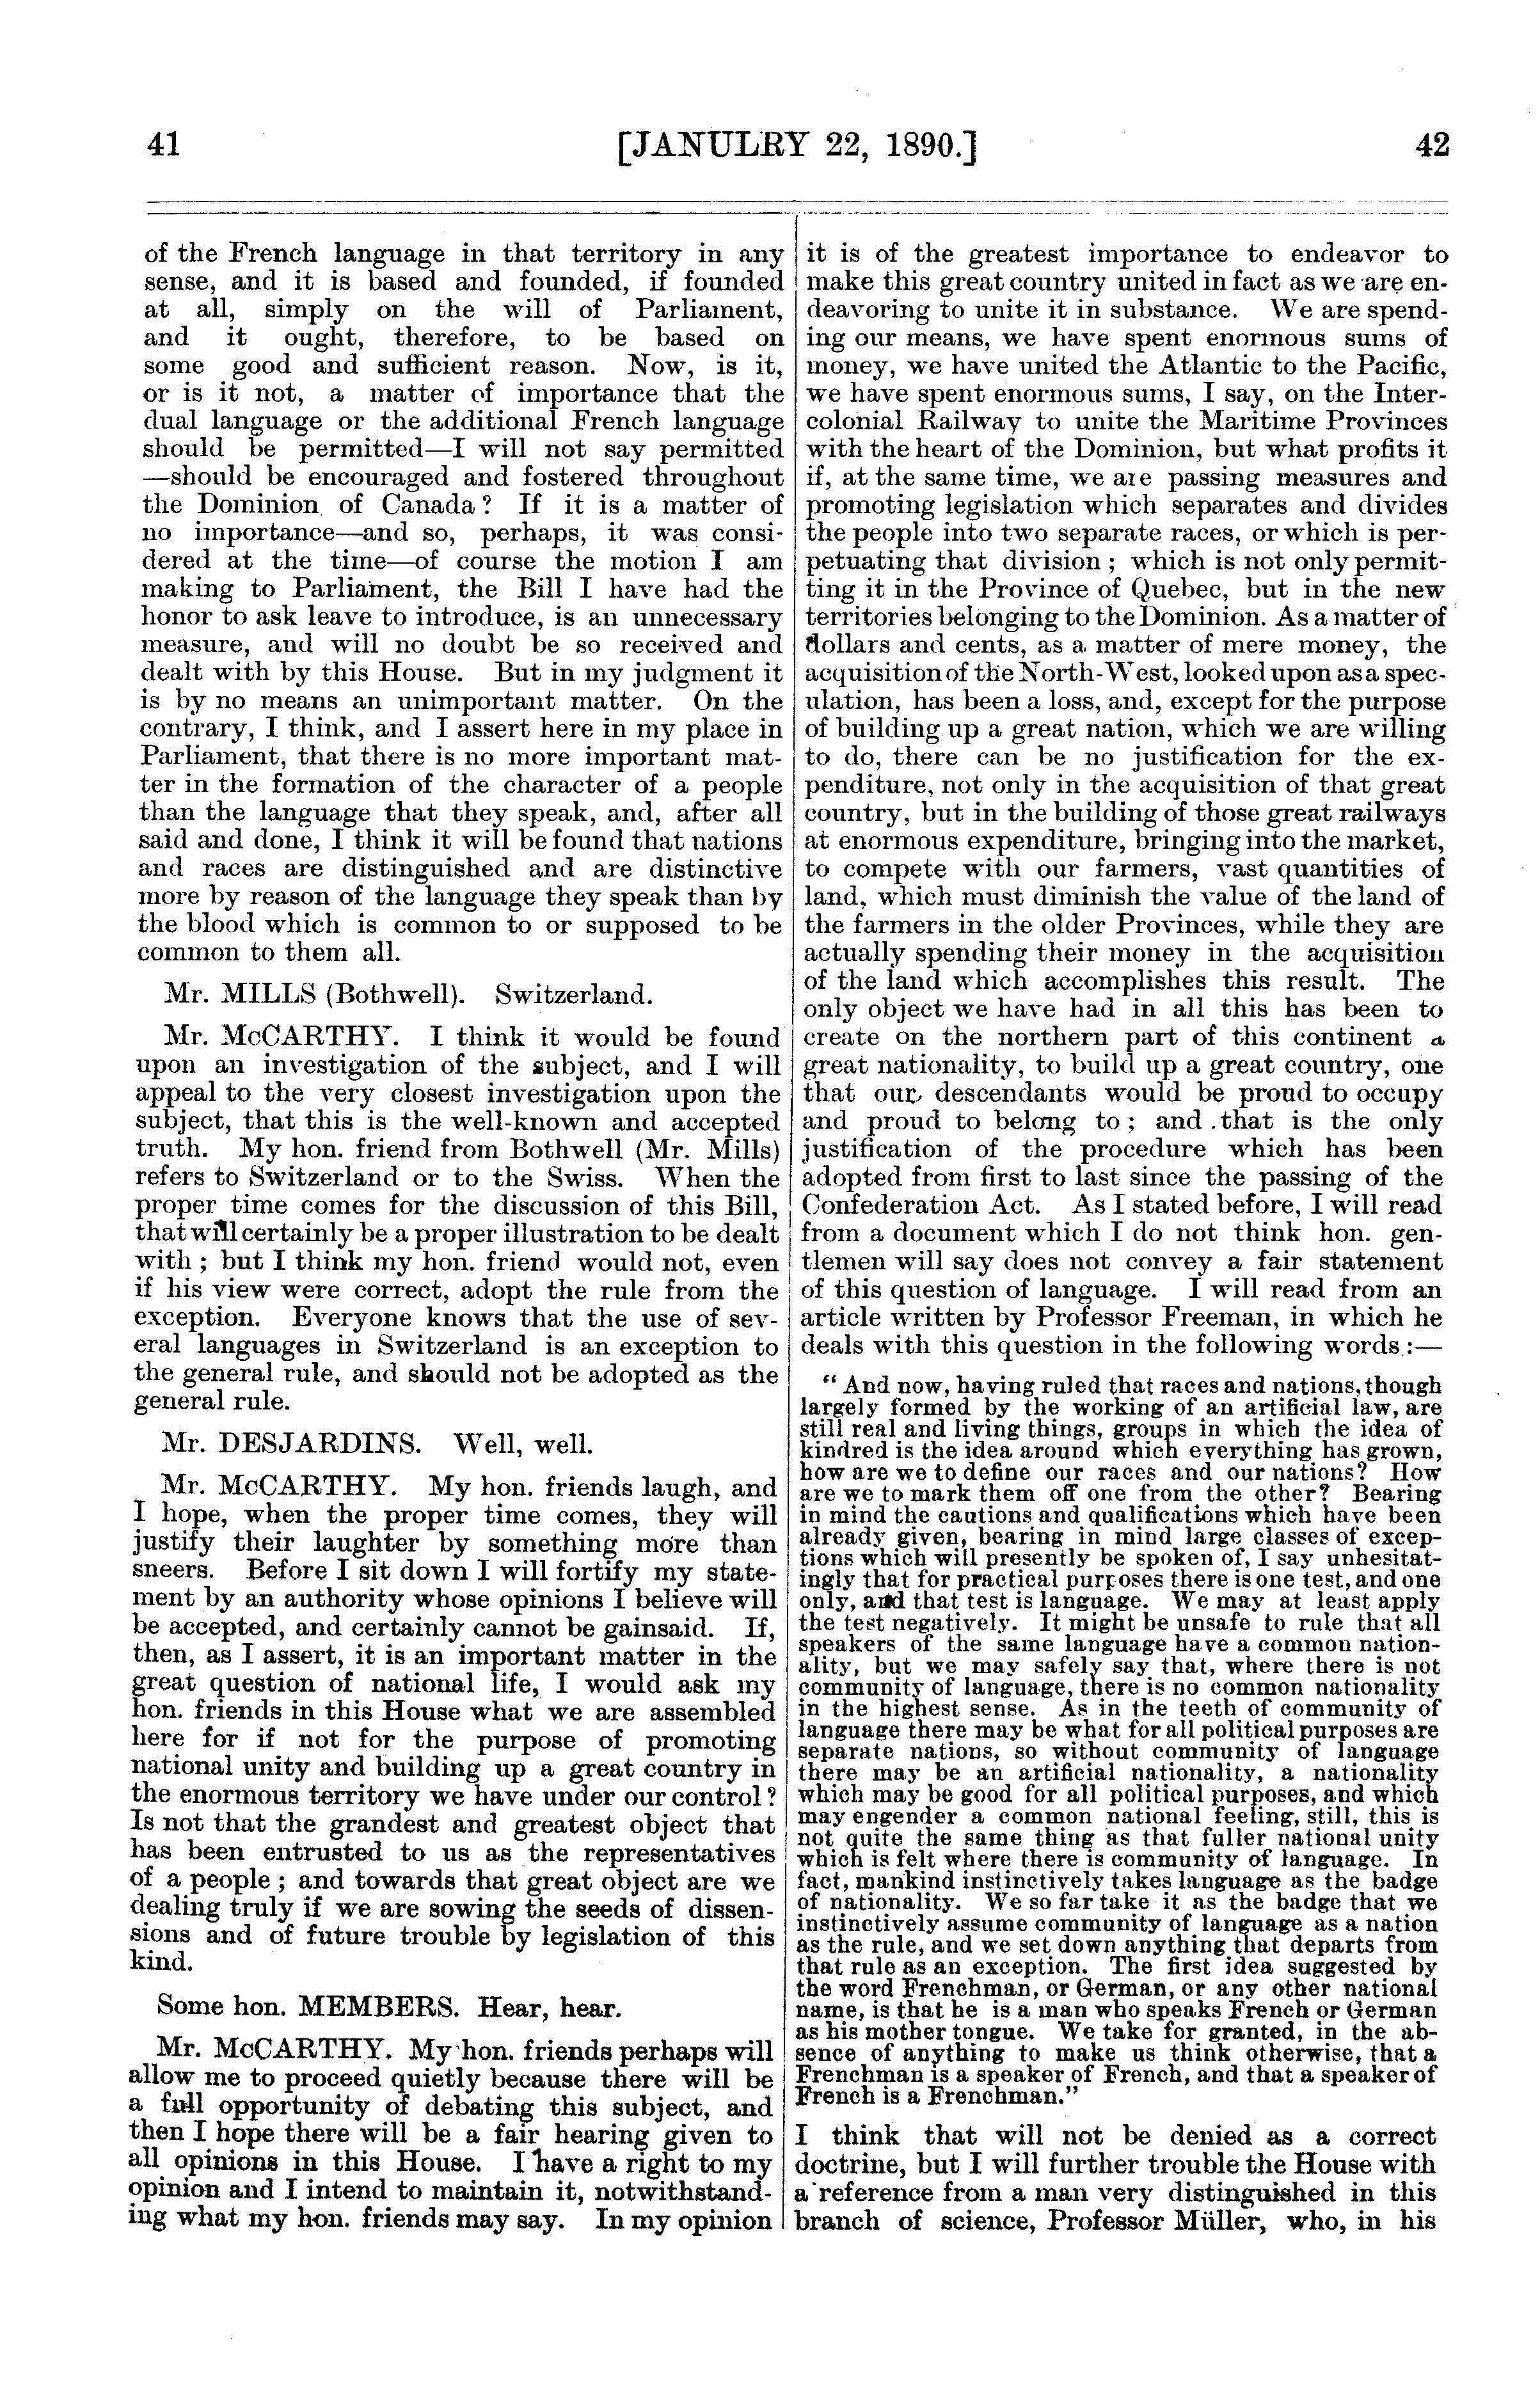 41
[JANULRY 22, 1890.]
42
of the French language in that territory in any
sense, and it is based and founded, if founded
at all, simply on the will of Parliament,
and it ought, therefore, to be based on
some good and sufficient reason. Now, is it,
or is it not, a matter of importance that the
dual language or the additional French language
should be permitted—I will not say permitted
—should be encouraged and fostered throughout
the Dominion of Canada? If it is a matter of
no importance—and so, perhaps, it was consi-
dered at the time—of course the motion I am
making to Parliament, the Bill I have had the
honor to ask leave to introduce, is an unnecessary
measure, and will no doubt be so received and
dealt with by this House. But in my judgment it
is by no means an unimportant matter. On the
contrary, I think, and I assert here in my place in
Parliament, that there is no more important mat-
ter in the formation of the character of a people
than the language that they speak, and, after all
said and done, I think it will be found that nations
and races are distinguished and are distinctive
more by reason of the language they speak than by
the blood which is common to or supposed to be
common to them all.
Mr. MILLS (Bothwell). Switzerland.
Mr. McCARTHY. I think it would be found
upon an investigation of the subject, and I will
appeal to the very closest investigation upon the
subject, that this is the well-known and accepted
truth. My hon. friend from Bothwell (Mr. Mills)
refers to Switzerland or to the Swiss. When the
proper time comes for the discussion of this Bill,
that will certainly be a proper illustration to be dealt
with ; but I think my hon. friend would not, even
if his view were correct, adopt the rule from the
exception. Everyone knows that the use of sev-
eral languages in Switzerland is an exception to
the general rule, and should not be adopted as the
general rule.
Mr. DESJARDINS. Well, well.
Mr. McCARTHY. My hon. friends laugh, and
I hope, when the proper time comes, they will
justify their laughter by something more than
sneers. Before I sit down I will fortify my state-
ment by an authority whose opinions I believe will
be accepted, and certainly cannot be gainsaid. If,
then, as I assert, it is an important matter in the
great question of national life, I would ask my
hon. friends in this House what we are assembled
here for if not for the purpose of promoting
national unity and building up a great country in
the enormous territory we have under our control?
Is not that the grandest and greatest object that
has been entrusted to us as the representatives
of a people ; and towards that great object are we
dealing truly if we are sowing the seeds of dissen-
sions and of future trouble by legislation of this
kind.
Some hon. MEMBERS. Hear, hear.
Mr. McCARTHY. My hon. friends perhaps will
allow me to proceed quietly because there will be
a full opportunity of debating this subject, and
then I hope there will be a fair hearing given to
all opinions in this House. I have a right to my
opinion and I intend to maintain it, notwithstand-
ing what my hon. friends may say. In my opinion
it is of the greatest importance to endeavor to
make this great country united in fact as we are en-
deavoring to unite it in substance. We are spend-
ing our means, we have spent enormous sums of
money, we have united the Atlantic to the Pacific,
we have spent enormous sums, I say, on the Inter-
colonial Railway to unite the Maritime Provinces
with the heart of the Dominion, but what profits it
if, at the same time, we are passing measures and
promoting legislation which separates and divides
the people into two separate races, or which is per-
petuating that division ; which is not only permit-
ting it in the Province of Quebec, but in the new
territories belonging to the Dominion. As a matter of
dollars and cents, as a matter of mere money, the
acquisition of the North-West, looked upon as a spec-
ulation, has been a loss, and, except for the purpose
of building up a great nation, which we are willing
to do, there can be no justification for the ex-
penditure, not only in the acquisition of that great
country, but in the building of those great railways
at enormous expenditure, bringing into the market,
to compete with our farmers, vast quantities of
land, which must diminish the value of the land of
the farmers in the older Provinces, while they are
actually spending their money in the acquisition
of the land which accomplishes this result. The
only object we have had in all this has been to
create on the northern part of this continent a
great nationality, to build up a great country, one
that our descendants would be proud to occupy
and proud to belong to ; and that is the only
justification of the procedure which has been
adopted from first to last since the passing of the
Confederation Act. As I stated before, I will read
from a document which I do not think hon. gen-
tlemen will say does not convey a fair statement
of this question of language. I will read from an
article written by Professor Freeman, in which he
deals with this question in the following words :—
“ And now, having ruled that races and nations, though
largely formed by the working of an artificial law, are
still real and living things, groups in which the idea of
kindred is the idea around which everything has grown,
how are we to define our races and our nations? How
are we to mark them off one from the other? Bearing
in mind the cautions and qualifications which have been
already given, bearing in mind large classes of excep-
tions which will presently be spoken of, I say unhesitat-
ingly that for practical purposes there is one test, and one
only, and that test is language. We may at least apply
the test negatively. It might be unsafe to rule that all
speakers of the same language have a common nation-
ality, but we may safely say that, where there is not
community of language, there is no common nationality
in the highest sense. As in the teeth of community of
language there may be what for all political purposes are
separate nations, so without community of language
there may be an artificial nationality, a nationality
which may be good for all political purposes, and which
may engender a common national feeling, still, this is
not quite the same thing as that fuller national unity
which is felt where there is community of language. In
fact, mankind instinctively takes language as the badge
of nationality. We so far take it as the badge that we
instinctively assume community of language as a nation
as the rule, and we set down anything that departs from
that rule as an exception. The first idea suggested by
the word Frenchman, or German, or any other national
name, is that he is a man who speaks French or German
as his mother tongue. We take for granted, in the ab-
sence of anything to make us think otherwise, that a
Frenchman is a speaker of French, and that a speaker of
French is a Frenchman.”
I think that will not be denied as a correct
doctrine, but I will further trouble the House with
a reference from a man very distinguished in this
branch of science, Professor Müller, who, in his